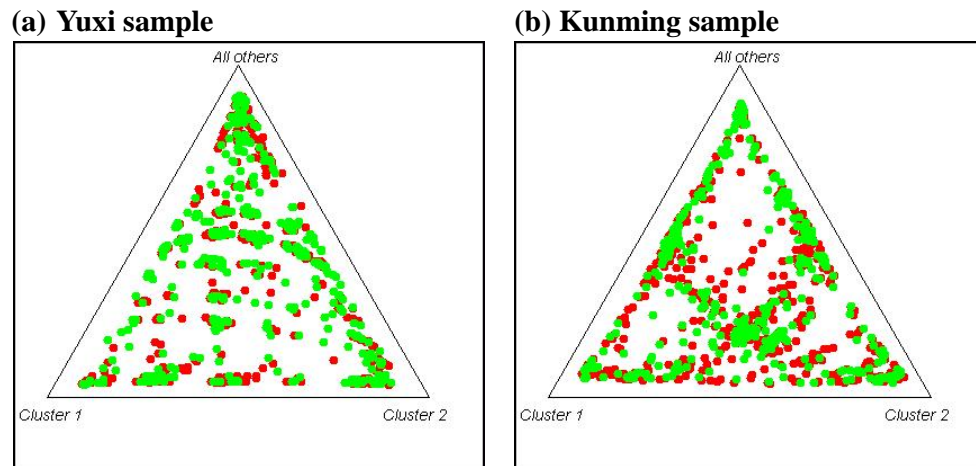 (a) Yuxi sample
All others
Cluster 1
Cluster 2
(b) Kunming sample
All others
Cluster 1
Cluster 2